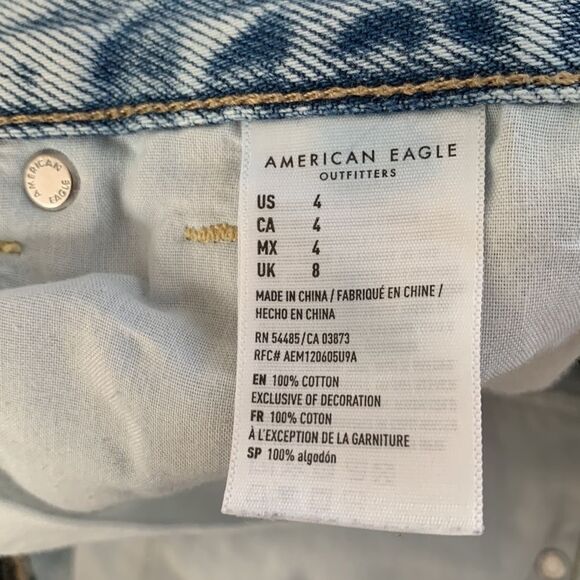 AMERICAN EAGLE
AMERICAN EAGLE
OUTFITTERS
US 4
CA 4
MX 4
UK 8
MADE IN CHINA / FABRIQUÉ EN CHINE /
HECHO EN CHINA
RN 54485/CA 03873
RFC# AEM120605U9A
EN 100% COTTON
EXCLUSIVE OF DECORATION
FR 100% COTON
À L'EXCEPTION DE LA GARNITURE
SP 100% algodón